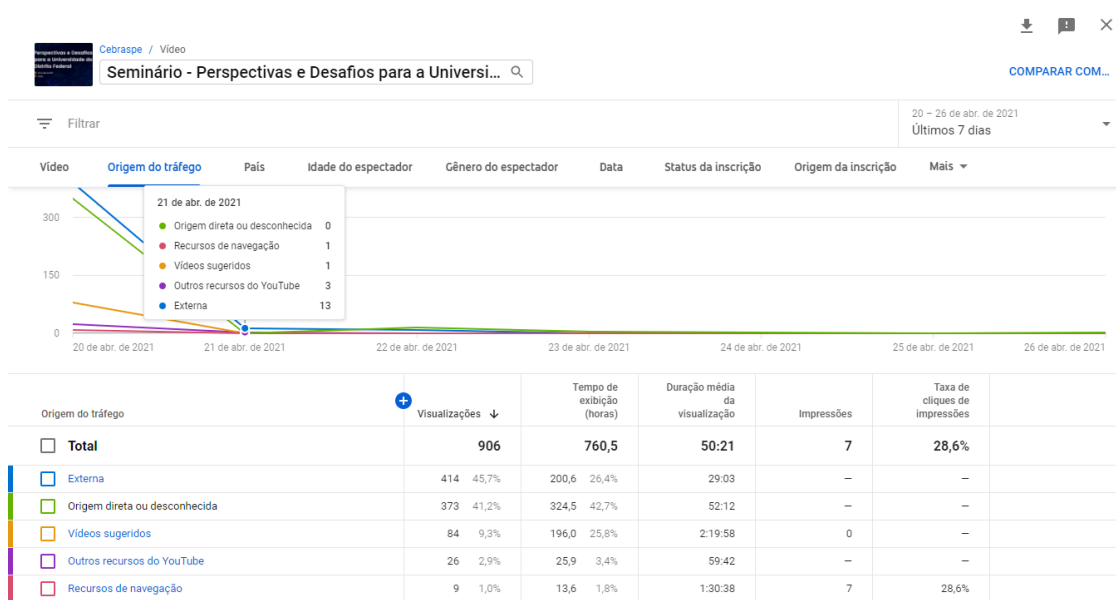 Perspectivas e Desafios
para a Universidade do
Distrito Federal
Cebraspe / Vídeo
Seminário - Perspectivas e Desafios para a Universi...
COMPARAR COM...
Filtrar
20 – 26 de abr. de 2021
Últimos 7 dias
Vídeo Origem do tráfego País Idade do espectador Gênero do espectador Data Status da inscrição Origem da inscrição Mais
21 de abr. de 2021
Origem direta ou desconhecida 0
Recursos de navegação 1
Vídeos sugeridos 1
Outros recursos do YouTube 3
Externa 13
300
150
0
20 de abr. de 2021 21 de abr. de 2021 22 de abr. de 2021 23 de abr. de 2021 24 de abr. de 2021 25 de abr. de 2021 26 de abr. de 2021
Origem do tráfego
Visualizações
Tempo de
exibição
(horas)
Duração média
da
visualização
Impressões
Taxa de
cliques de
impressões
Total 906 760,5 50:21 7 28,6%
Externa 414 45,7% 200,6 26,4% 29:03 — —
Origem direta ou desconhecida 373 41,2% 324,5 42,7% 52:12 — —
Vídeos sugeridos 84 9,3% 196,0 25,8% 2:19:58 0 —
Outros recursos do YouTube 26 2,9% 25,9 3,4% 59:42 — —
Recursos de navegação 9 1,0% 13,6 1,8% 1:30:38 7 28,6%